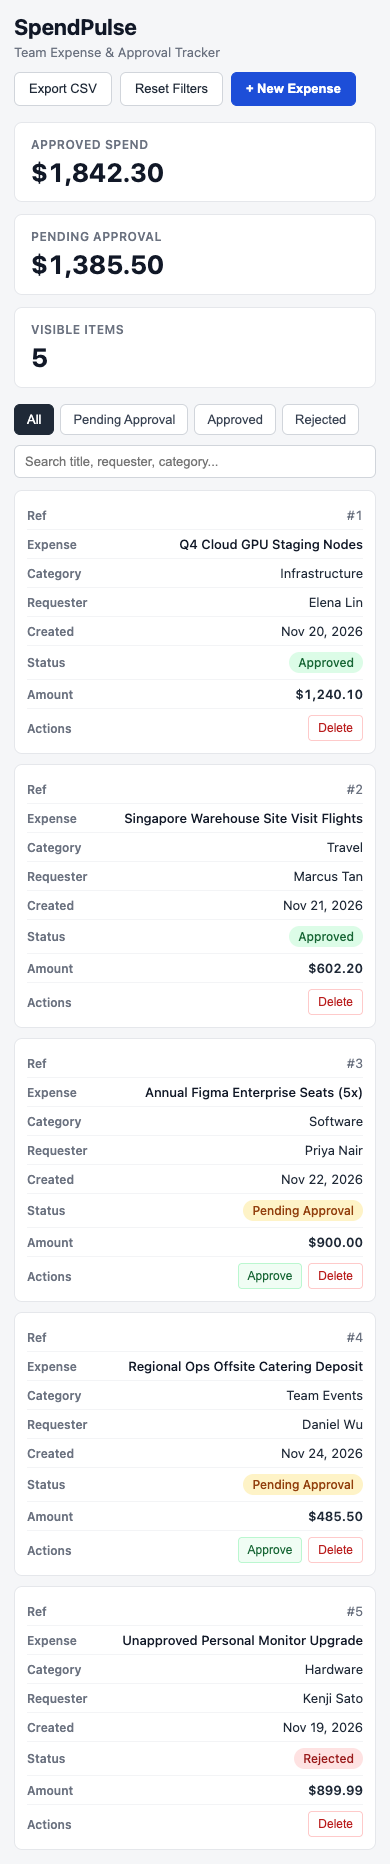 SpendPulse
Team Expense & Approval Tracker
Export CSV Reset Filters + New Expense
APPROVED SPEND
$1,842.30
PENDING APPROVAL
$1,385.50
VISIBLE ITEMS
5
All Pending Approval Approved Rejected
Search title, requester, category...
Ref #1
Expense Q4 Cloud GPU Staging Nodes
Category Infrastructure
Requester Elena Lin
Created Nov 20, 2026
Status Approved
Amount $1,240.10
Actions Delete
Ref #2
Expense Singapore Warehouse Site Visit Flights
Category Travel
Requester Marcus Tan
Created Nov 21, 2026
Status Approved
Amount $602.20
Actions Delete
Ref #3
Expense Annual Figma Enterprise Seats (5x)
Category Software
Requester Priya Nair
Created Nov 22, 2026
Status Pending Approval
Amount $900.00
Actions Approve Delete
Ref #4
Expense Regional Ops Offsite Catering Deposit
Category Team Events
Requester Daniel Wu
Created Nov 24, 2026
Status Pending Approval
Amount $485.50
Actions Approve Delete
Ref #5
Expense Unapproved Personal Monitor Upgrade
Category Hardware
Requester Kenji Sato
Created Nov 19, 2026
Status Rejected
Amount $899.99
Actions Delete